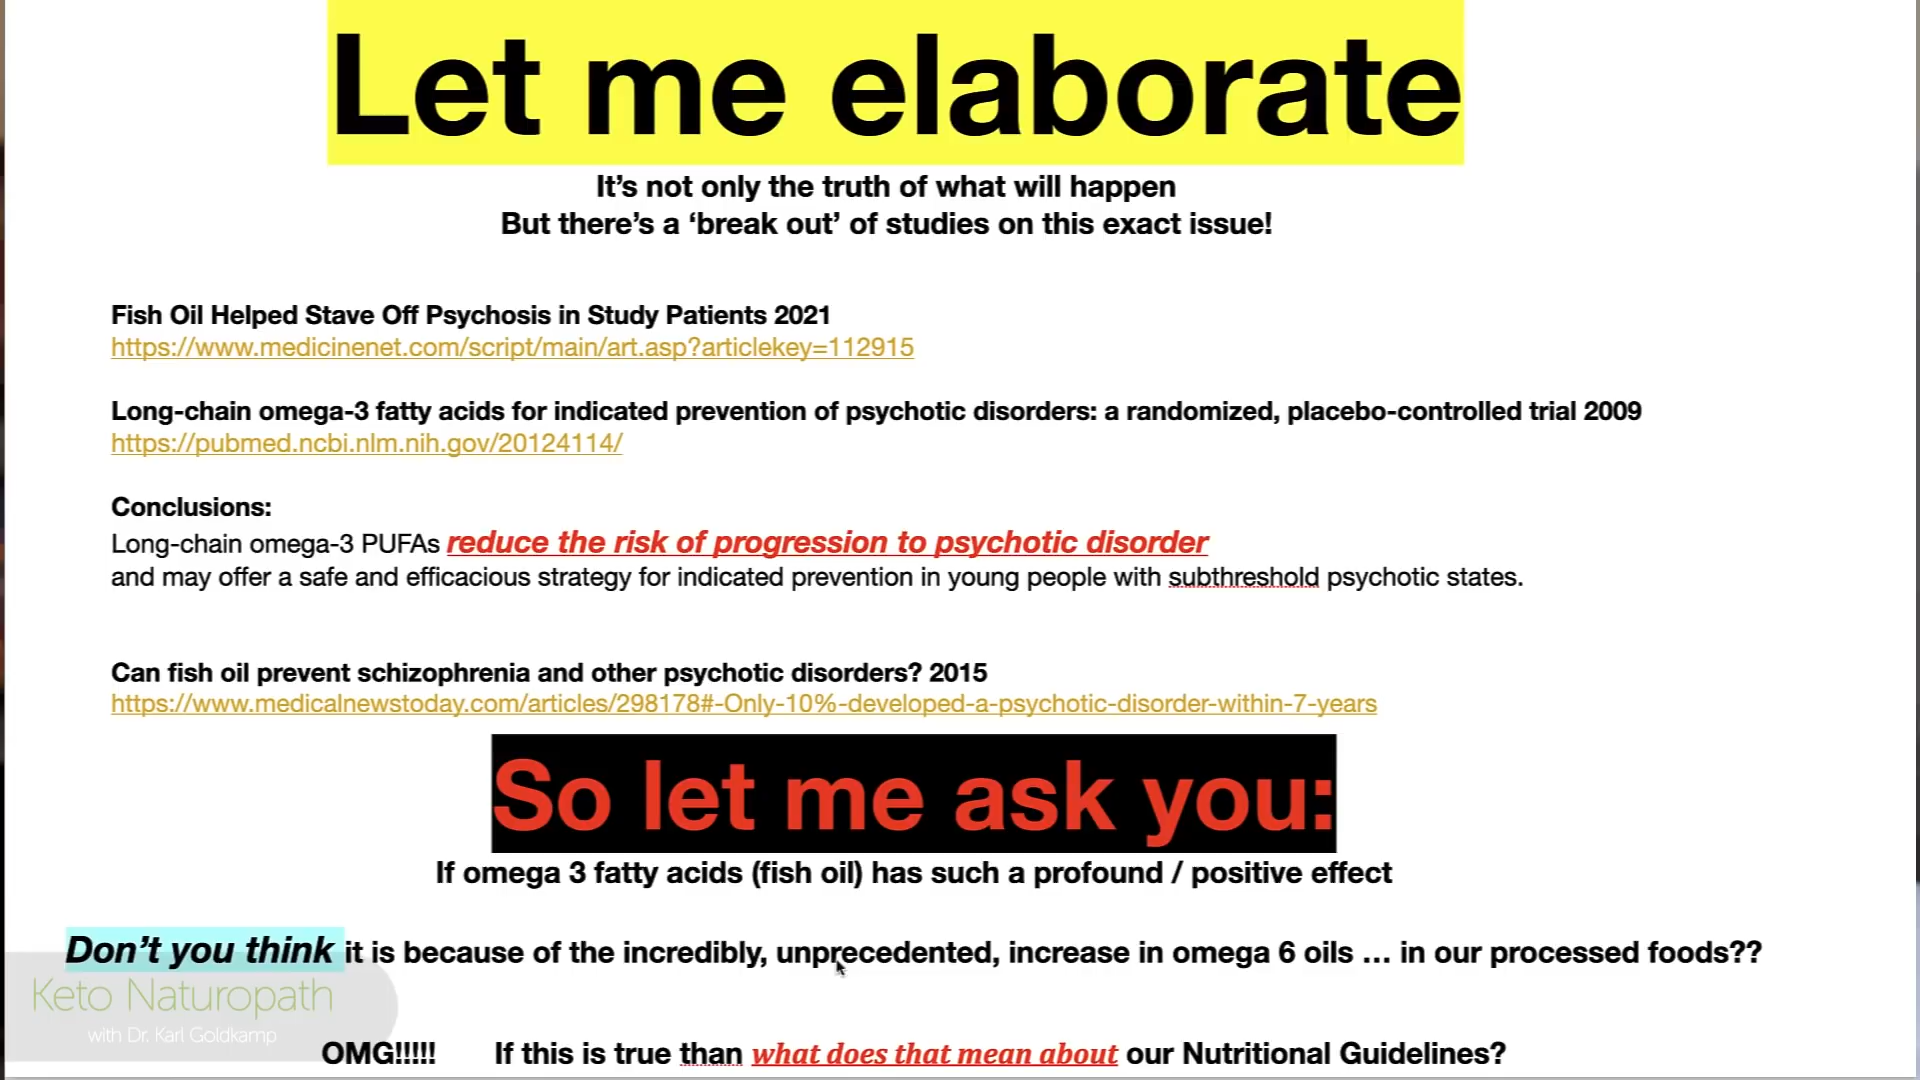 Let me elaborate
It’s not only the truth of what will happen
But there’s a ‘break out’ of studies on this exact issue!
Fish Oil Helped Stave Off Psychosis in Study Patients 2021
https://www.medicinenet.com/script/main/art.asp?articlekey=112915
Long-chain omega-3 fatty acids for indicated prevention of psychotic disorders: a randomized, placebo-controlled trial 2009
https://pubmed.ncbi.nlm.nih.gov/20124114/
Conclusions:
Long-chain omega-3 PUFAs reduce the risk of progression to psychotic disorder
and may offer a safe and efficacious strategy for indicated prevention in young people with subthreshold psychotic states.
Can fish oil prevent schizophrenia and other psychotic disorders? 2015
https://www.medicalnewstoday.com/articles/298178#-Only-10%-developed-a-psychotic-disorder-within-7-years
So let me ask you:
If omega 3 fatty acids (fish oil) has such a profound / positive effect
Don’t you think it is because of the incredibly, unprecedented, increase in omega 6 oils … in our processed foods??
Keto Naturopath
with Dr. Karl Goldkamp
OMG!!!!! If this is true than what does that mean about our Nutritional Guidelines?